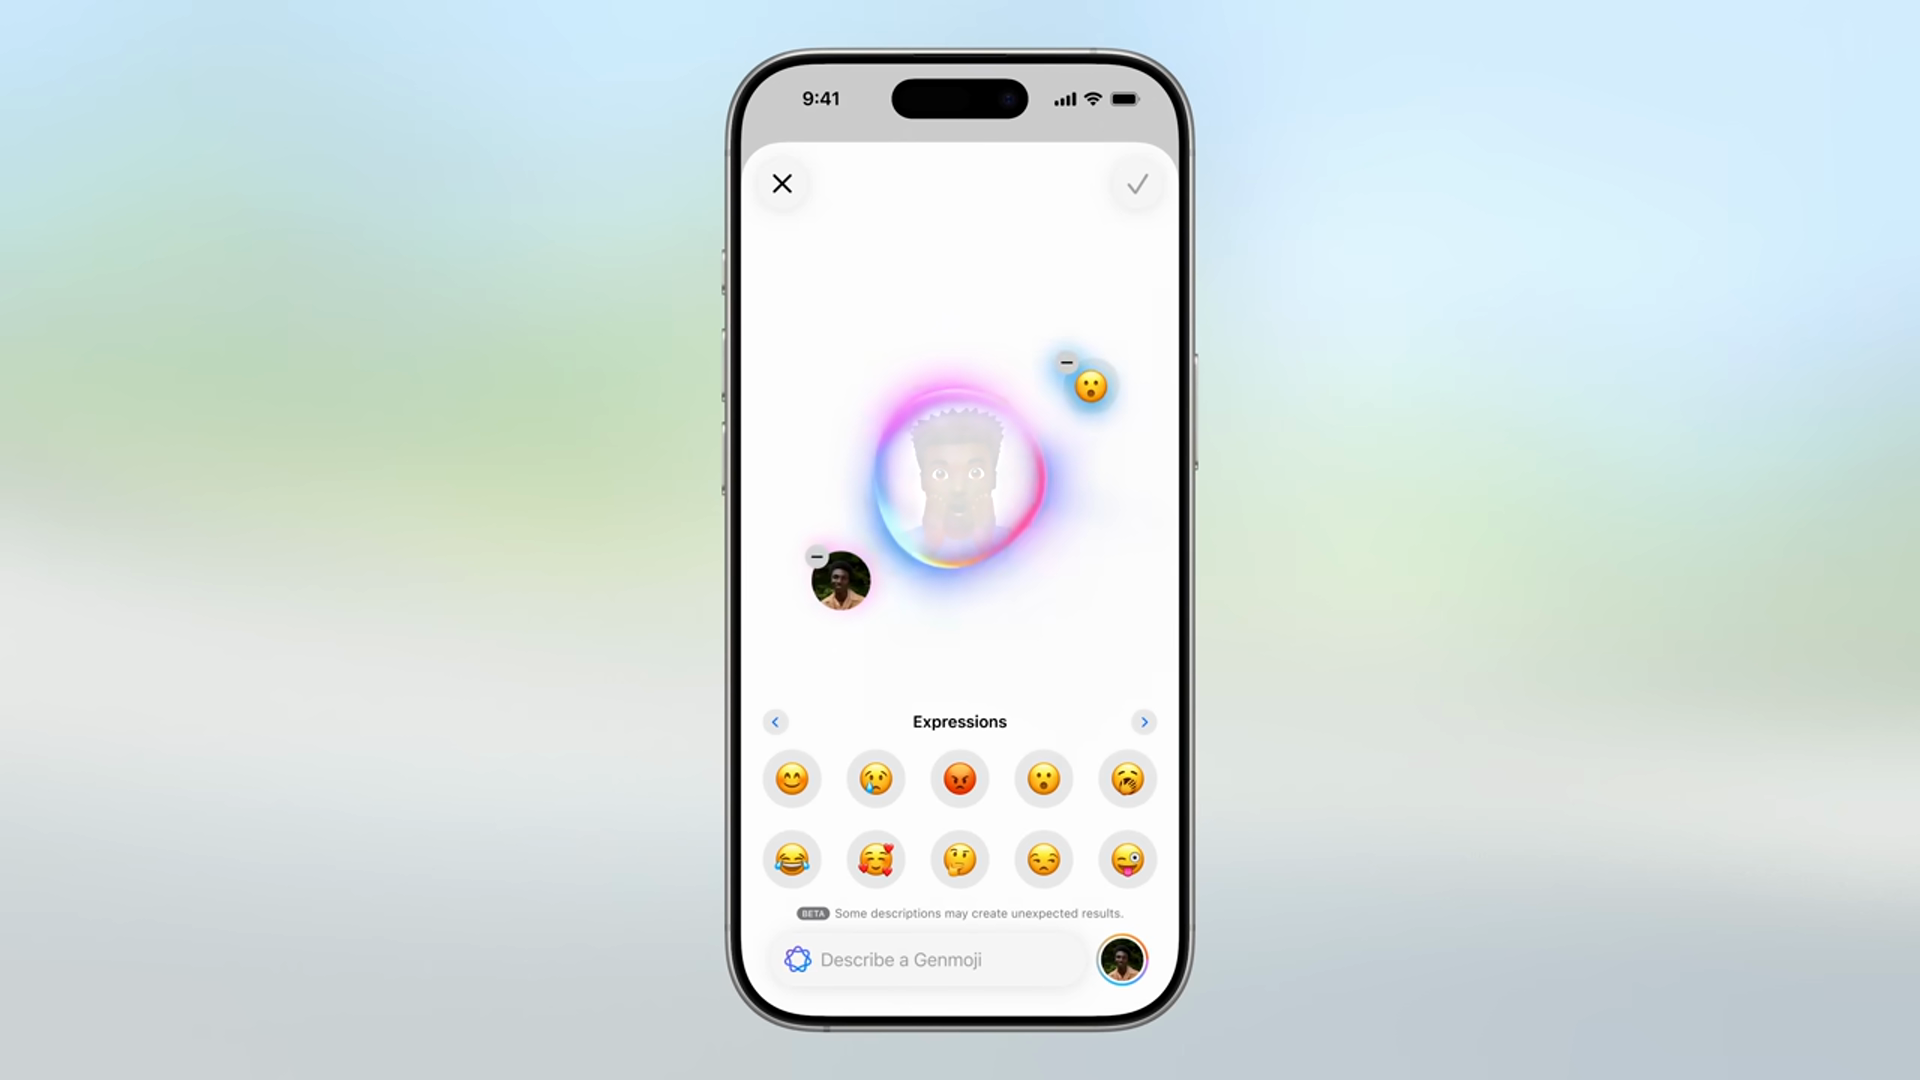 9:41
Expressions
BETA Some descriptions may create unexpected results.
Describe a Genmoji